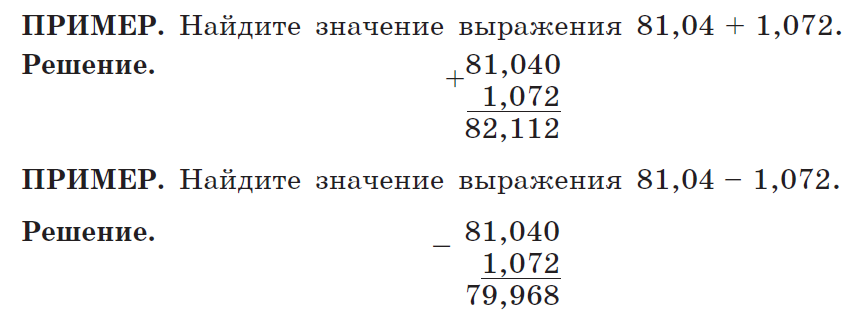 ПРИМЕР. Найдите значение выражения 81,04 + 1,072.
Решение.
+ 81,040
1,072
82,112
ПРИМЕР. Найдите значение выражения 81,04 − 1,072.
Решение.
− 81,040
1,072
79,968